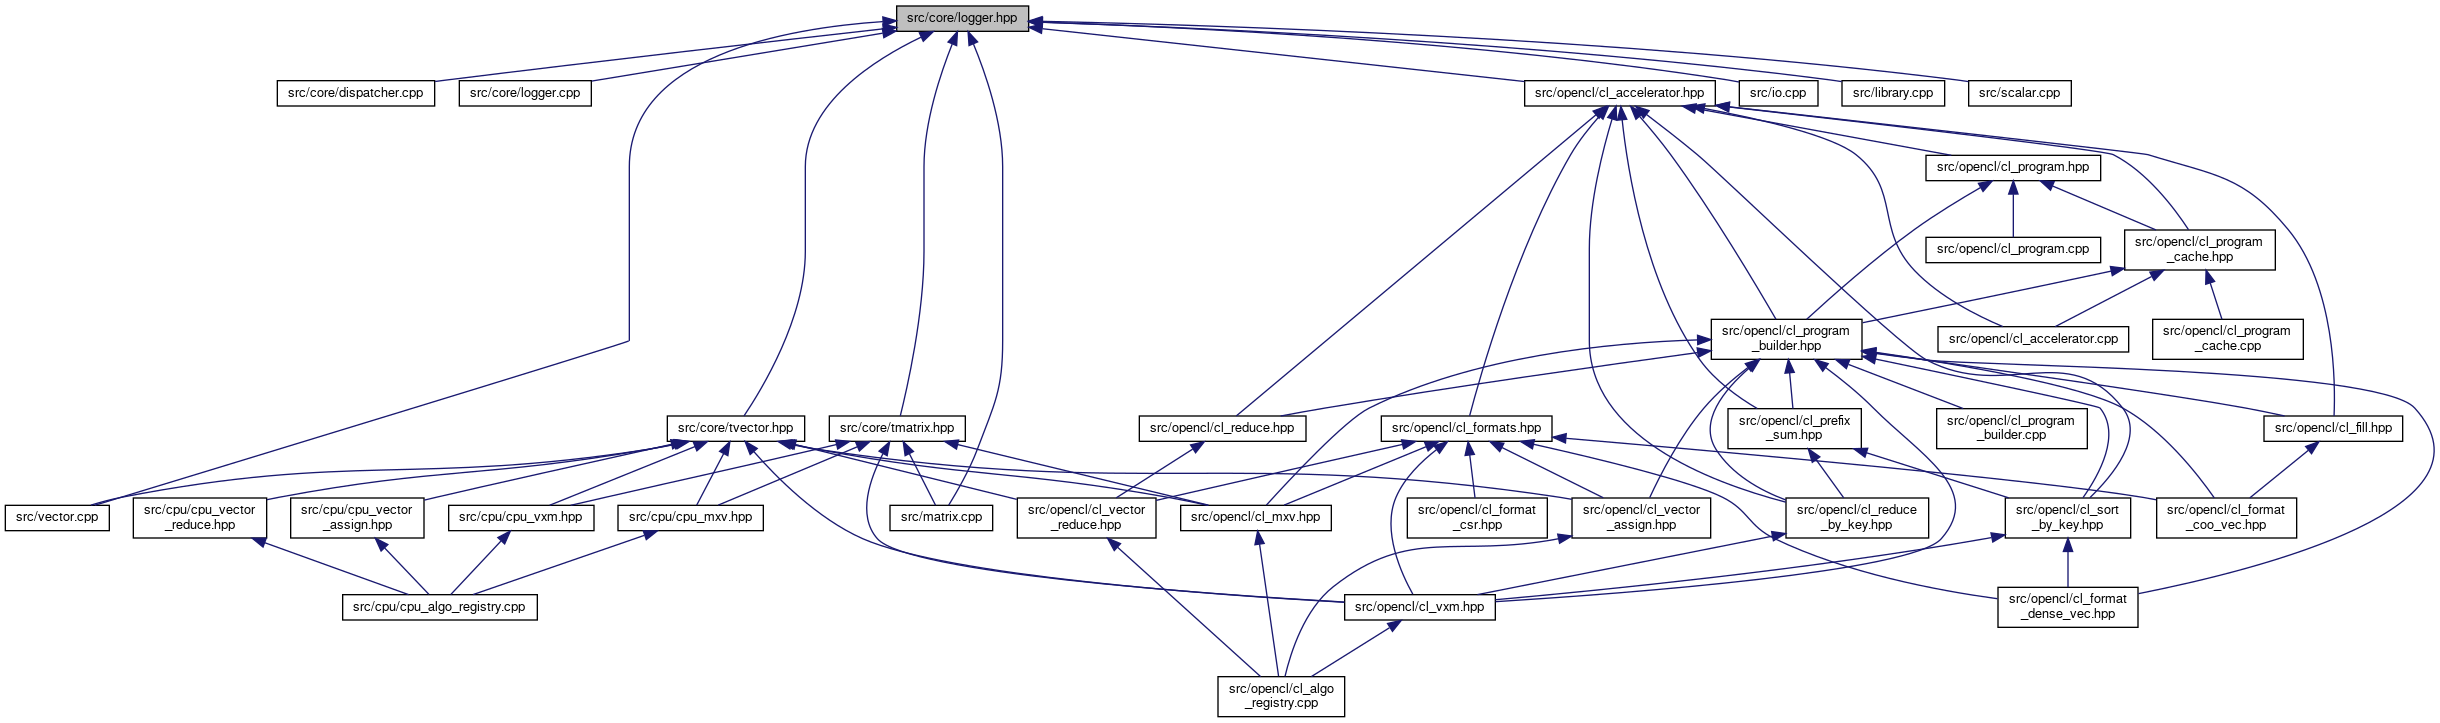 src/core/logger.hpp
src/core/dispatcher.cpp
src/core/logger.cpp
src/opencl/cl_accelerator.hpp
src/io.cpp
src/library.cpp
src/scalar.cpp
src/opencl/cl_program.hpp
src/opencl/cl_program.cpp
src/opencl/cl_program
_cache.hpp
src/opencl/cl_program
_builder.hpp
src/opencl/cl_accelerator.cpp
src/opencl/cl_program
_cache.cpp
src/core/tvector.hpp
src/core/tmatrix.hpp
src/opencl/cl_reduce.hpp
src/opencl/cl_formats.hpp
src/opencl/cl_prefix
_sum.hpp
src/opencl/cl_program
_builder.cpp
src/opencl/cl_fill.hpp
src/vector.cpp
src/cpu/cpu_vector
_reduce.hpp
src/cpu/cpu_vector
_assign.hpp
src/cpu/cpu_vxm.hpp
src/cpu/cpu_mxv.hpp
src/matrix.cpp
src/opencl/cl_vector
_reduce.hpp
src/opencl/cl_mxv.hpp
src/opencl/cl_format
_csr.hpp
src/opencl/cl_vector
_assign.hpp
src/opencl/cl_reduce
_by_key.hpp
src/opencl/cl_sort
_by_key.hpp
src/opencl/cl_format
_coo_vec.hpp
src/cpu/cpu_algo_registry.cpp
src/opencl/cl_vxm.hpp
src/opencl/cl_format
_dense_vec.hpp
src/opencl/cl_algo
_registry.cpp